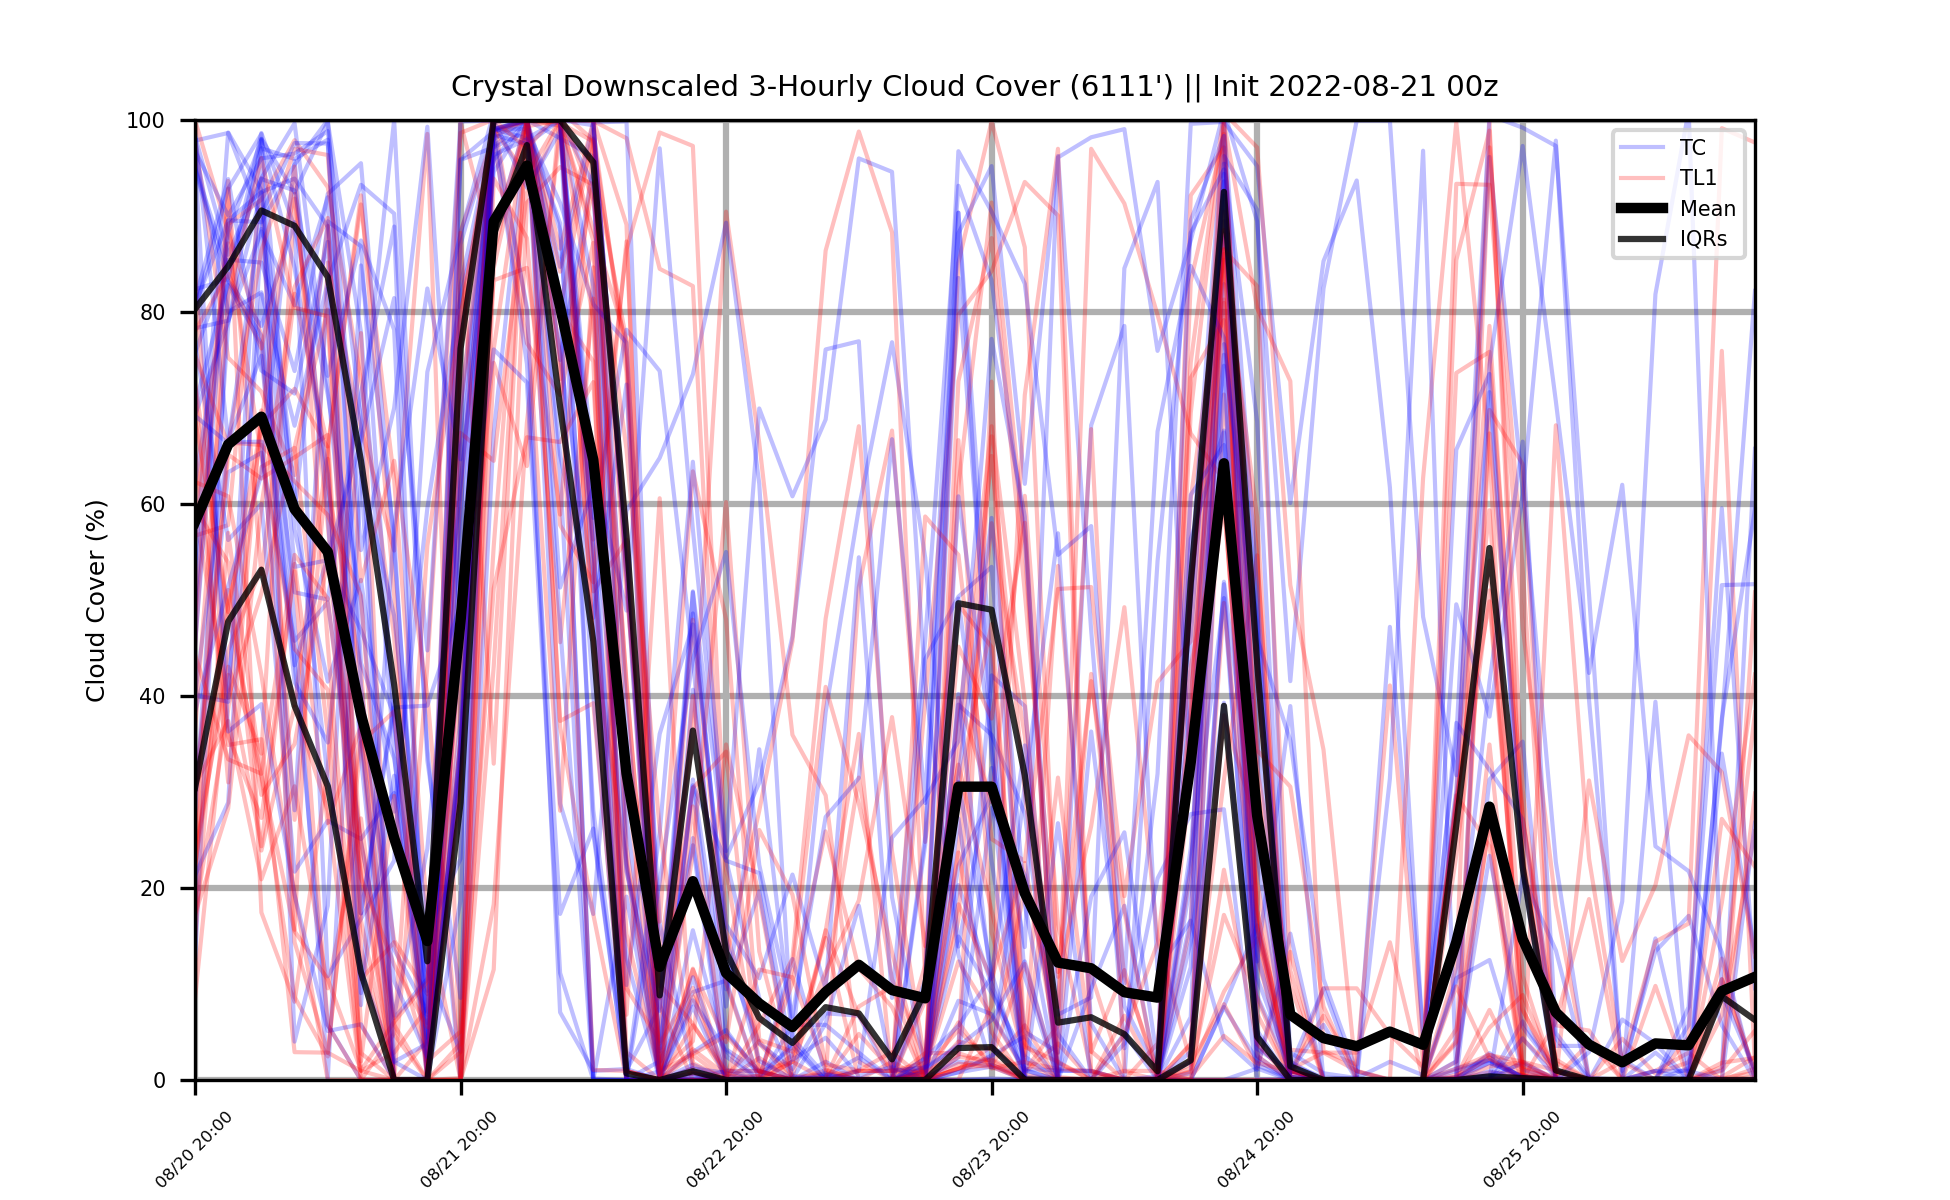 Crystal Downscaled 3-Hourly Cloud Cover (6111') || Init 2022-08-21 00z
Cloud Cover (%)
100
80
60
40
20
0
TC
TL1
Mean
IQRs
08/20 20:00
08/21 20:00
08/22 20:00
08/23 20:00
08/24 20:00
08/25 20:00